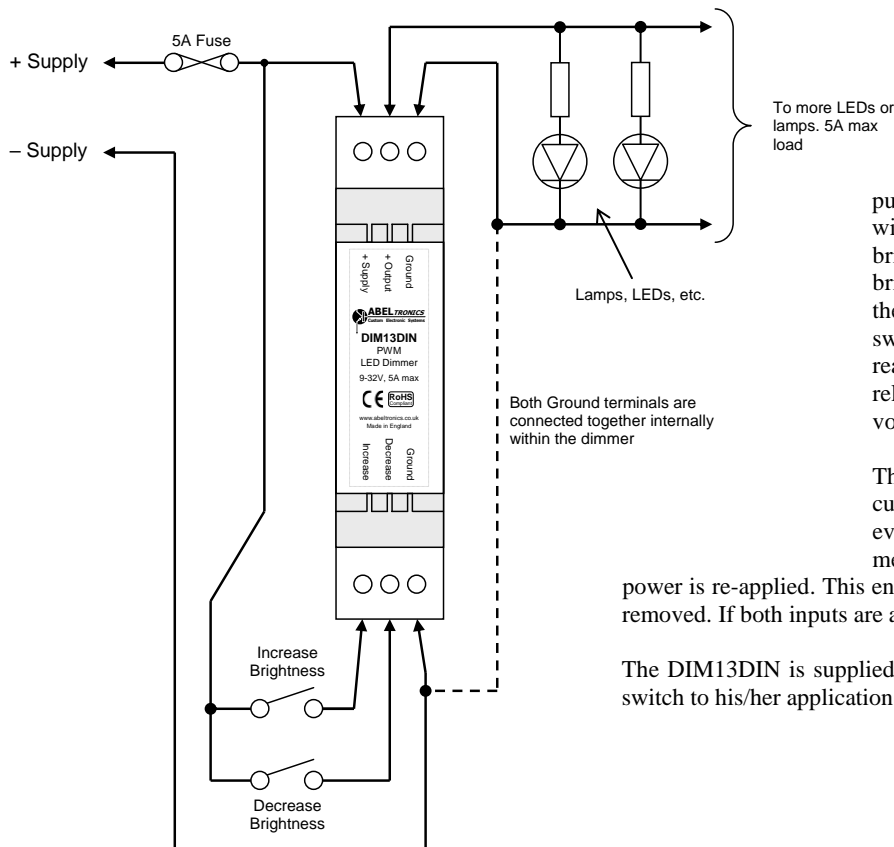 5A Fuse
+ Supply
– Supply
To more LEDs or
lamps. 5A max
load
Lamps, LEDs, etc.
+ Supply
+ Output
Ground
ABELTRONICS
Custom Electronic Systems
DIM13DIN
PWM
LED Dimmer
9-32V, 5A max
CE RoHS
Compliant
www.abeltronics.co.uk
Made in England
Increase
Decrease
Ground
Both Ground terminals are
connected together internally
within the dimmer
Increase
Brightness
Decrease
Brightness
pu
wi
bri
bri
the
sw
rea
rel
vo
Th
cu
ev
me
power is re-applied. This en
removed. If both inputs are a
The DIM13DIN is supplied
switch to his/her application